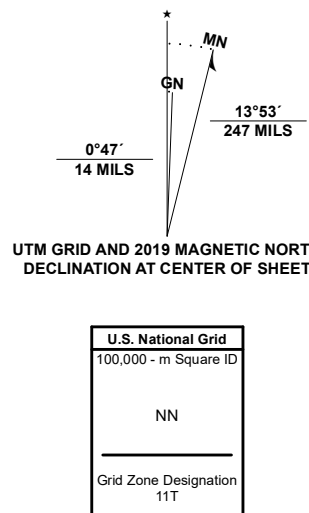 ★
MN
GN
0°47´
14 MILS
13°53´
247 MILS
UTM GRID AND 2019 MAGNETIC NORT
DECLINATION AT CENTER OF SHEET
U.S. National Grid
100,000 - m Square ID
NN
Grid Zone Designation
11T